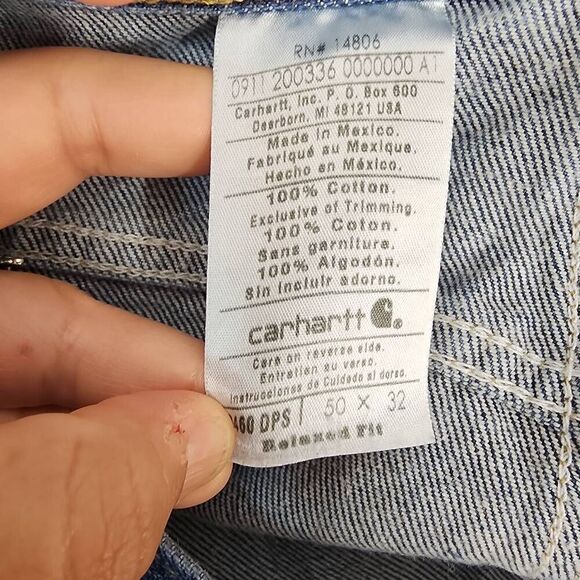 RN# 14806
0911 200336 0000000 A1
Carhartt, Inc. P. O. Box 600
Dearborn, MI 48121 USA
Made in Mexico.
Fabriqué au Mexique.
Hecho en México.
100% Cotton.
Exclusive of Trimming.
100% Coton.
Sans garniture.
100% Algodón.
Sin incluir adorno.
carhartt
Care on reverse side.
Entretien au verso.
Instrucciones de Cuidado al dorso.
460 DPS / 50 X 32
Relaxed Fit